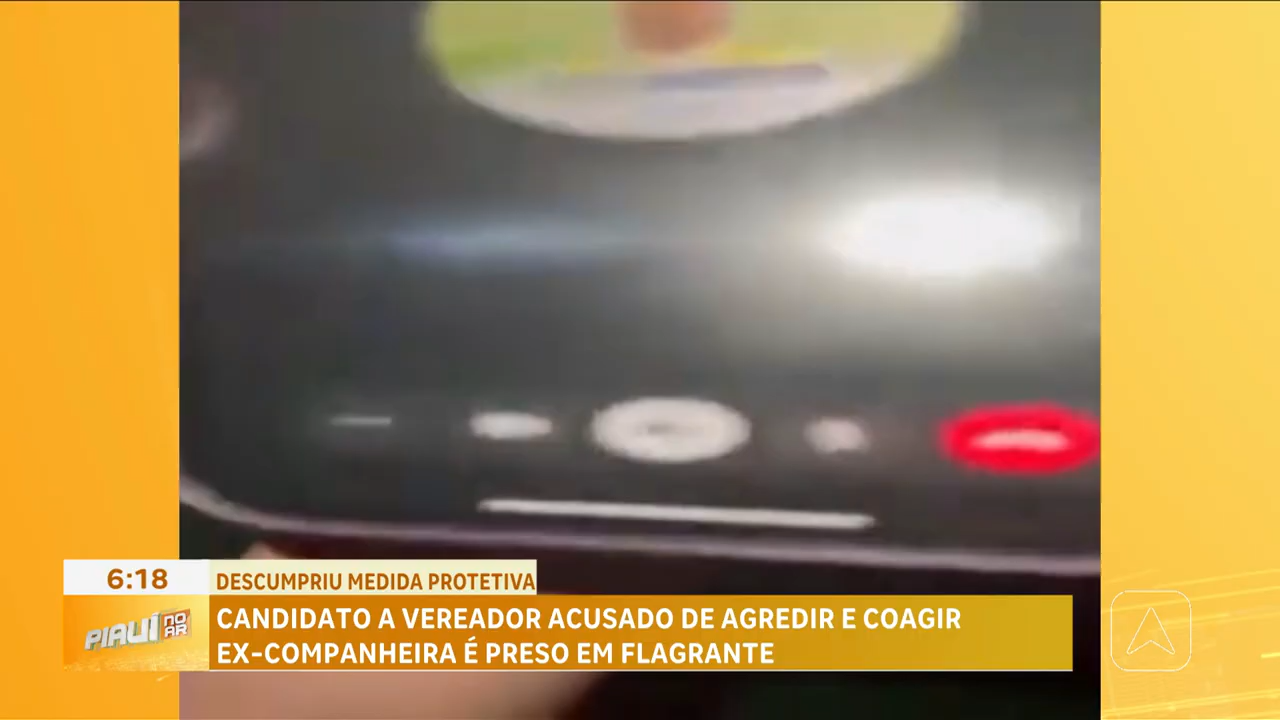 6:18
DESCUMPRIU MEDIDA PROTETIVA
PIAUÍ NO AR
CANDIDATO A VEREADOR ACUSADO DE AGREDIR E COAGIR
EX-COMPANHEIRA É PRESO EM FLAGRANTE